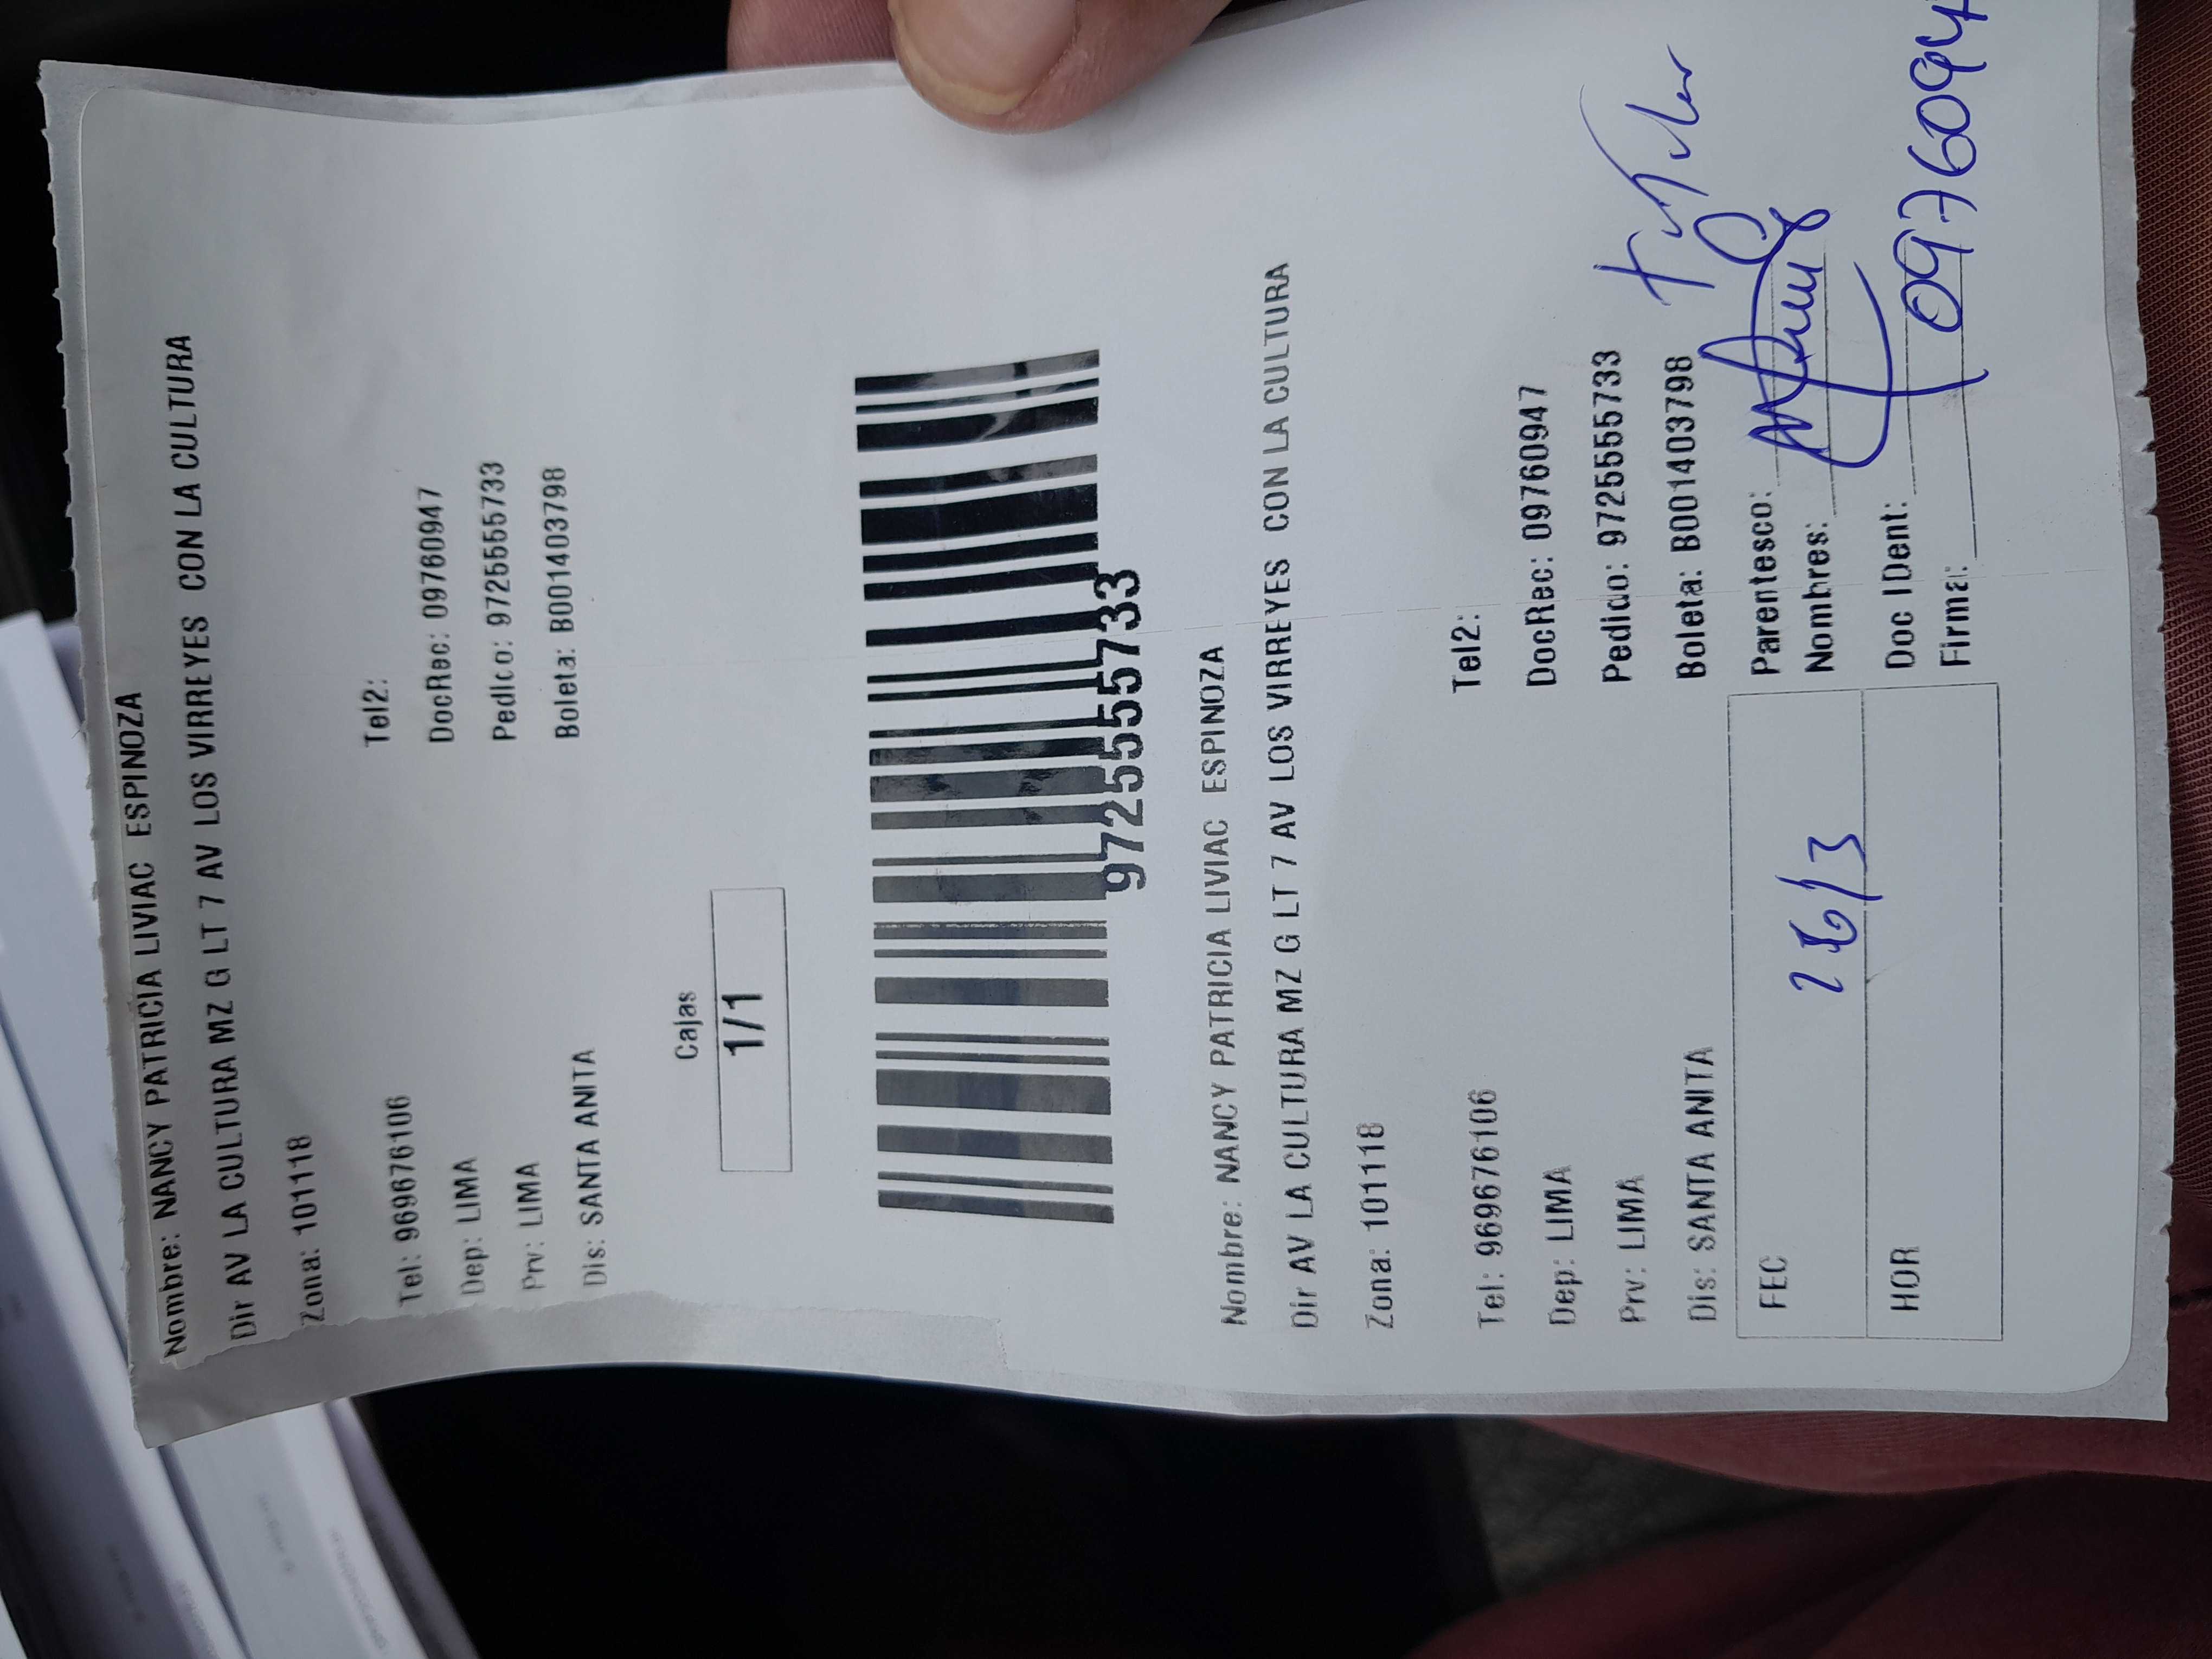 Nombre: NANCY PATRICIA LIVIAC ESPINOZA
Dir AV LA CULTURA MZ G LT 7 AV LOS VIRREYES CON LA CULTURA
Zona: 101118
Tel: 969676106 Tel2:
Dep: LIMA DocRec: 09760947
Prv: LIMA Pedido: 9725555733
Dis: SANTA ANITA Boleta: B001403798
Cajas
1/1
9725555733
Nombre: NANCY PATRICIA LIVIAC ESPINOZA
Dir AV LA CULTURA MZ G LT 7 AV LOS VIRREYES CON LA CULTURA
Zona: 101118
Tel: 969676106 Tel2:
Dep: LIMA DocRec: 09760947
Prv: LIMA Pedido: 9725555733
Dis: SANTA ANITA Boleta: B001403798
Titular
FEC 26/3 Parentesco:
Nombres:
HOR Doc IDent: 0976094
Firma: